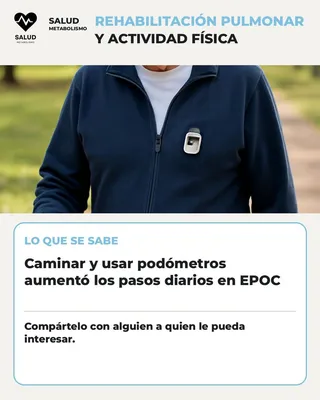 SALUD
SALUD
METABOLISMO
REHABILITACIÓN PULMONAR
Y ACTIVIDAD FÍSICA
LO QUE SE SABE
Caminar y usar podómetros
aumentó los pasos diarios en EPOC
Compártelo con alguien a quien le pueda
interesar.